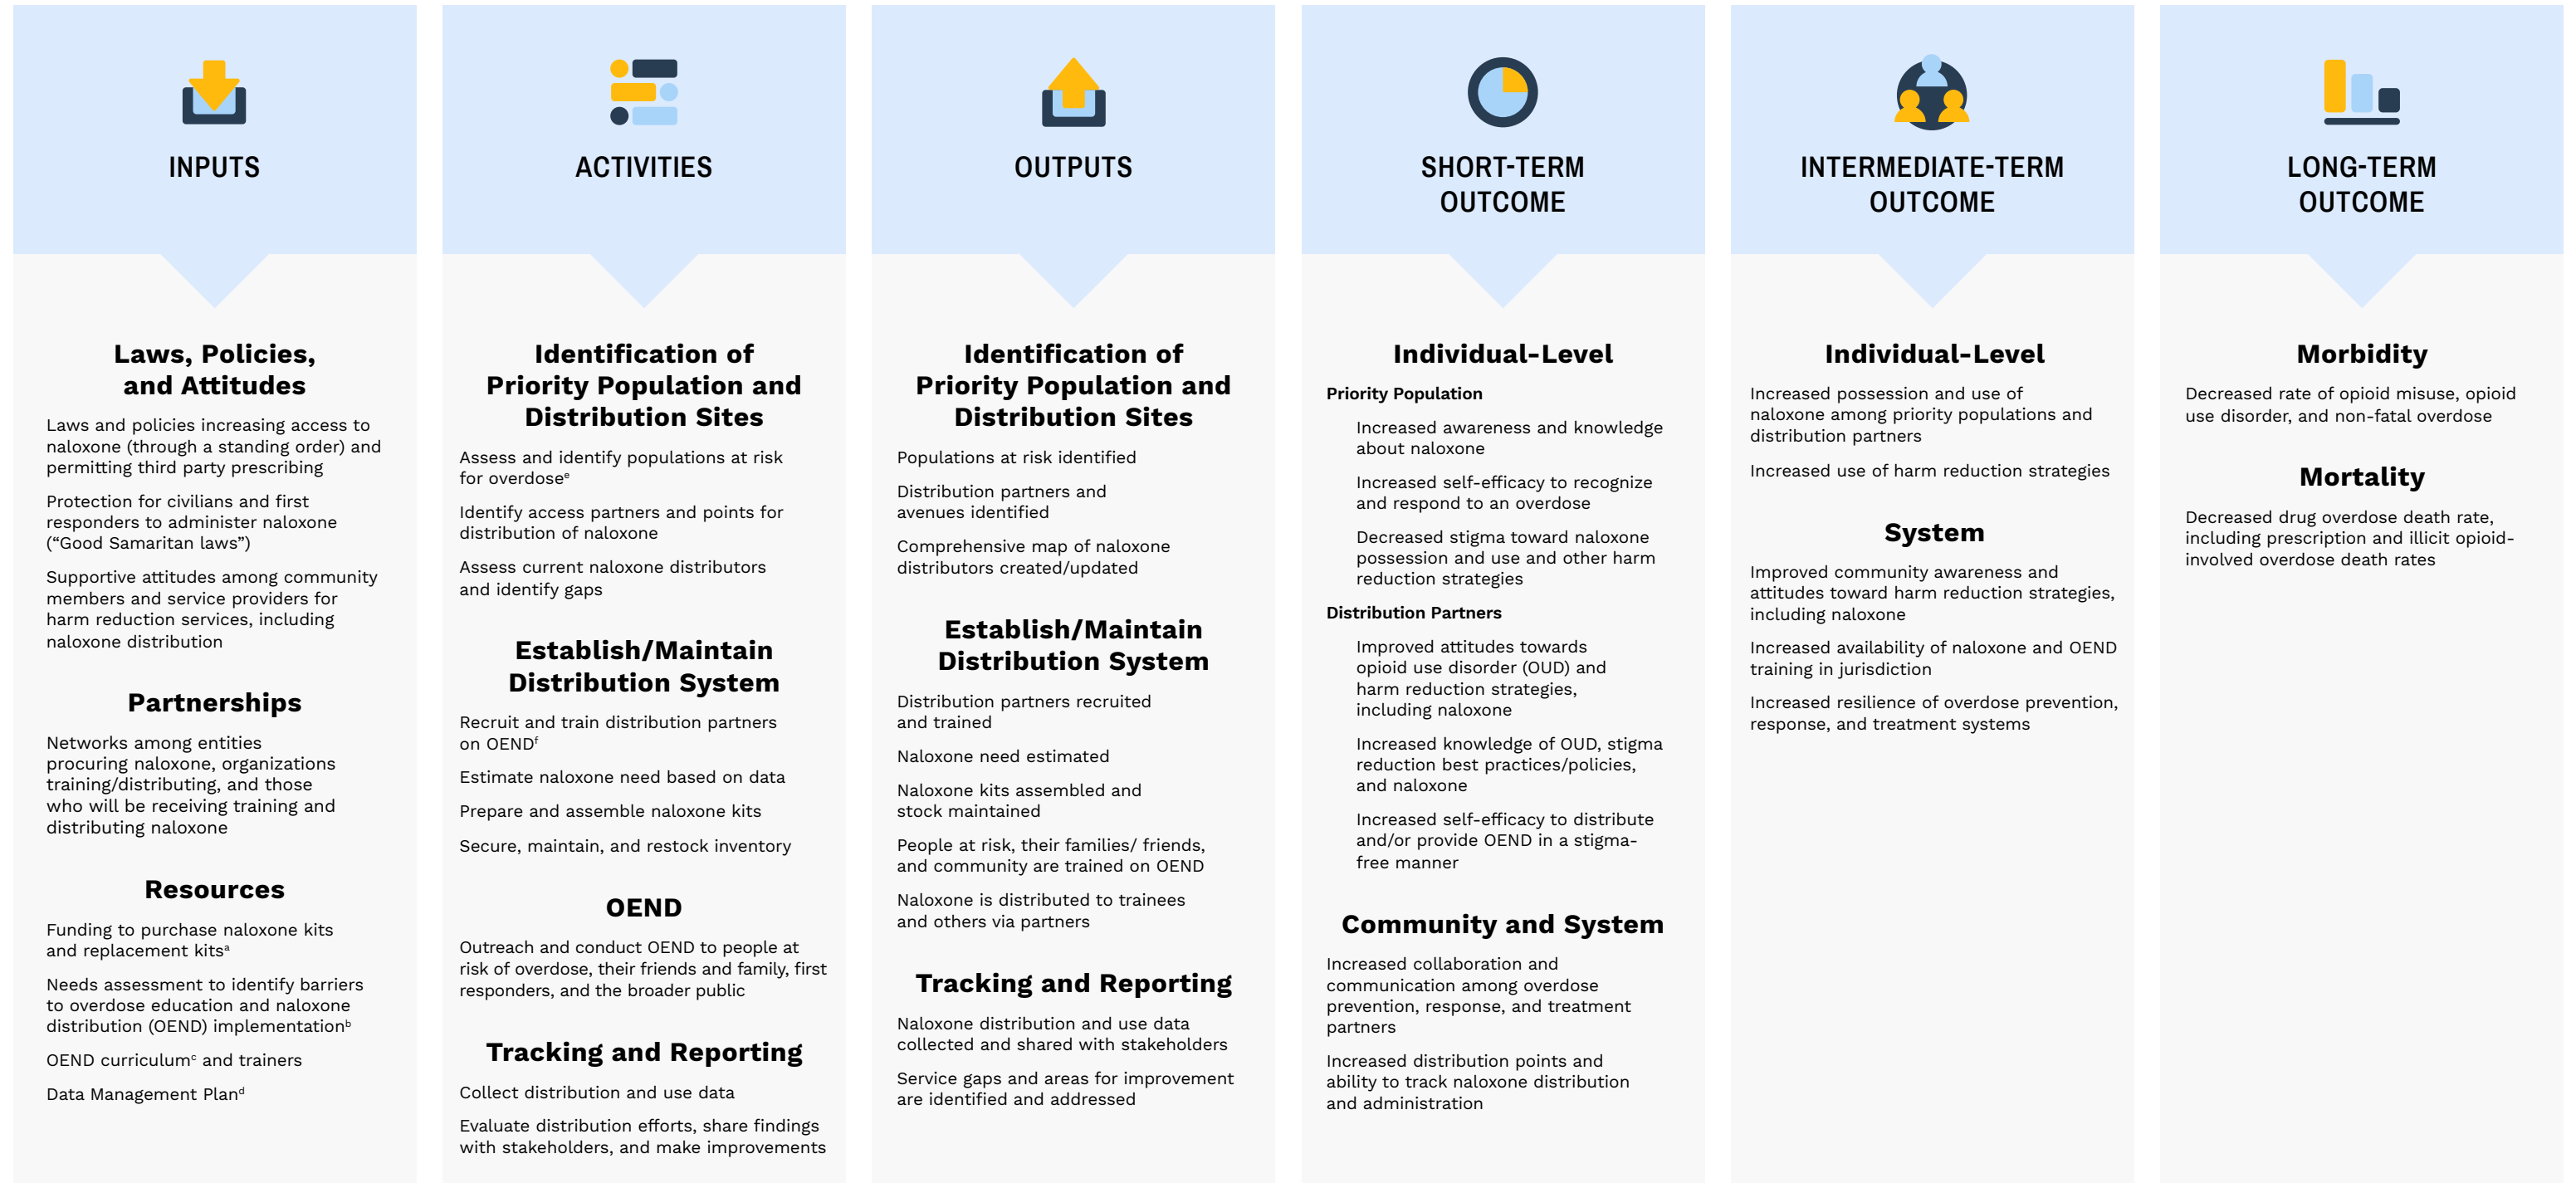 INPUTS
Laws, Policies,
and Attitudes
Laws and policies increasing access to
naloxone (through a standing order) and
permitting third party prescribing
Protection for civilians and first
responders to administer naloxone
(“Good Samaritan laws”)
Supportive attitudes among community
members and service providers for
harm reduction services, including
naloxone distribution
Partnerships
Networks among entities
procuring naloxone, organizations
training/distributing, and those
who will be receiving training and
distributing naloxone
Resources
Funding to purchase naloxone kits
and replacement kitsᵃ
Needs assessment to identify barriers
to overdose education and naloxone
distribution (OEND) implementationᵇ
OEND curriculumᶜ and trainers
Data Management Planᵈ
ACTIVITIES
Identification of
Priority Population and
Distribution Sites
Assess and identify populations at risk
for overdoseᵉ
Identify access partners and points for
distribution of naloxone
Assess current naloxone distributors
and identify gaps
Establish/Maintain
Distribution System
Recruit and train distribution partners
on OENDᶠ
Estimate naloxone need based on data
Prepare and assemble naloxone kits
Secure, maintain, and restock inventory
OEND
Outreach and conduct OEND to people at
risk of overdose, their friends and family, first
responders, and the broader public
Tracking and Reporting
Collect distribution and use data
Evaluate distribution efforts, share findings
with stakeholders, and make improvements
OUTPUTS
Identification of
Priority Population and
Distribution Sites
Populations at risk identified
Distribution partners and
avenues identified
Comprehensive map of naloxone
distributors created/updated
Establish/Maintain
Distribution System
Distribution partners recruited
and trained
Naloxone need estimated
Naloxone kits assembled and
stock maintained
People at risk, their families/ friends,
and community are trained on OEND
Naloxone is distributed to trainees
and others via partners
Tracking and Reporting
Naloxone distribution and use data
collected and shared with stakeholders
Service gaps and areas for improvement
are identified and addressed
SHORT-TERM
OUTCOME
Individual-Level
Priority Population
Increased awareness and knowledge
about naloxone
Increased self-efficacy to recognize
and respond to an overdose
Decreased stigma toward naloxone
possession and use and other harm
reduction strategies
Distribution Partners
Improved attitudes towards
opioid use disorder (OUD) and
harm reduction strategies,
including naloxone
Increased knowledge of OUD, stigma
reduction best practices/policies,
and naloxone
Increased self-efficacy to distribute
and/or provide OEND in a stigma-
free manner
Community and System
Increased collaboration and
communication among overdose
prevention, response, and treatment
partners
Increased distribution points and
ability to track naloxone distribution
and administration
INTERMEDIATE-TERM
OUTCOME
Individual-Level
Increased possession and use of
naloxone among priority populations and
distribution partners
Increased use of harm reduction strategies
System
Improved community awareness and
attitudes toward harm reduction strategies,
including naloxone
Increased availability of naloxone and OEND
training in jurisdiction
Increased resilience of overdose prevention,
response, and treatment systems
LONG-TERM
OUTCOME
Morbidity
Decreased rate of opioid misuse, opioid
use disorder, and non-fatal overdose
Mortality
Decreased drug overdose death rate,
including prescription and illicit opioid-
involved overdose death rates